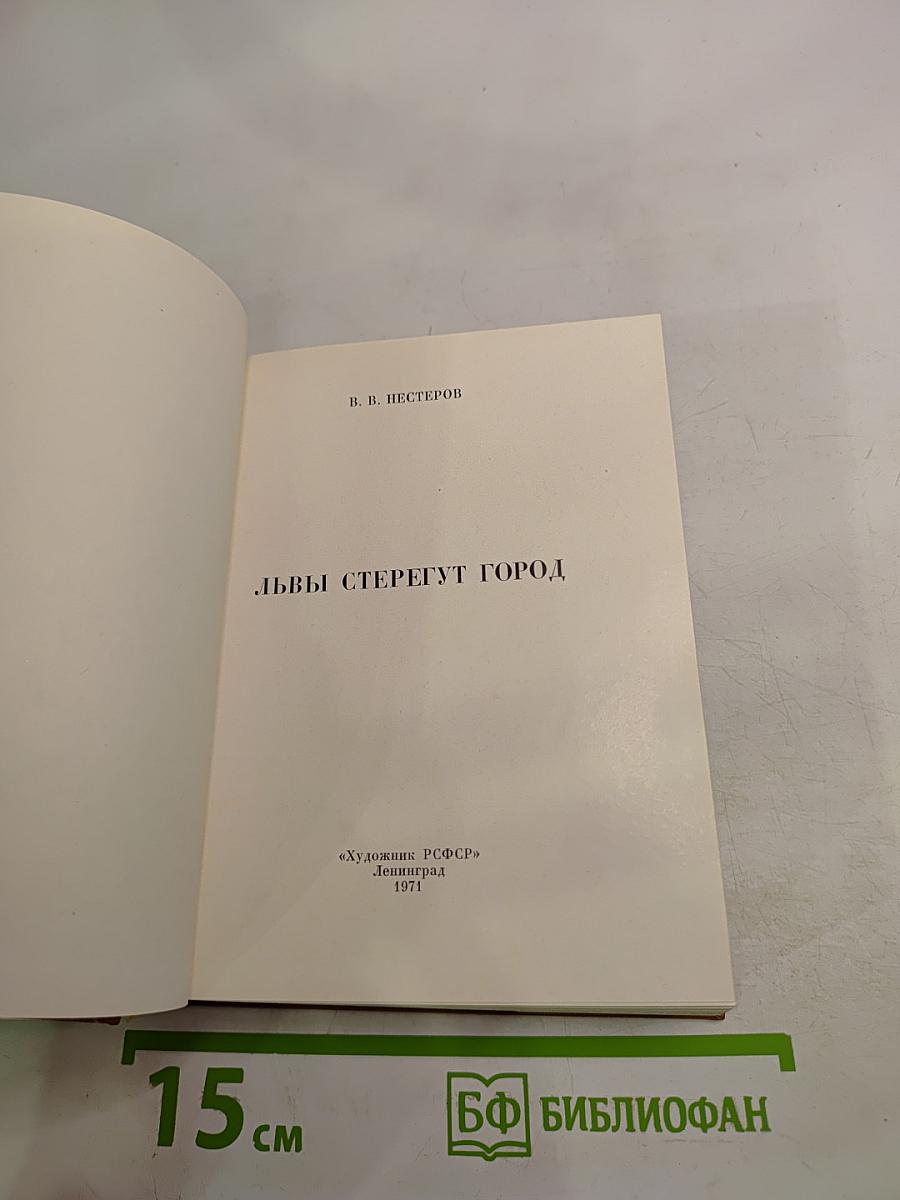 В. В. НЕСТЕРОВ
ЛЬВЫ СТЕРЕГУТ ГОРОД
«Художник РСФСР»
Ленинград
1971
15 см
БФ БИБЛИОФАН